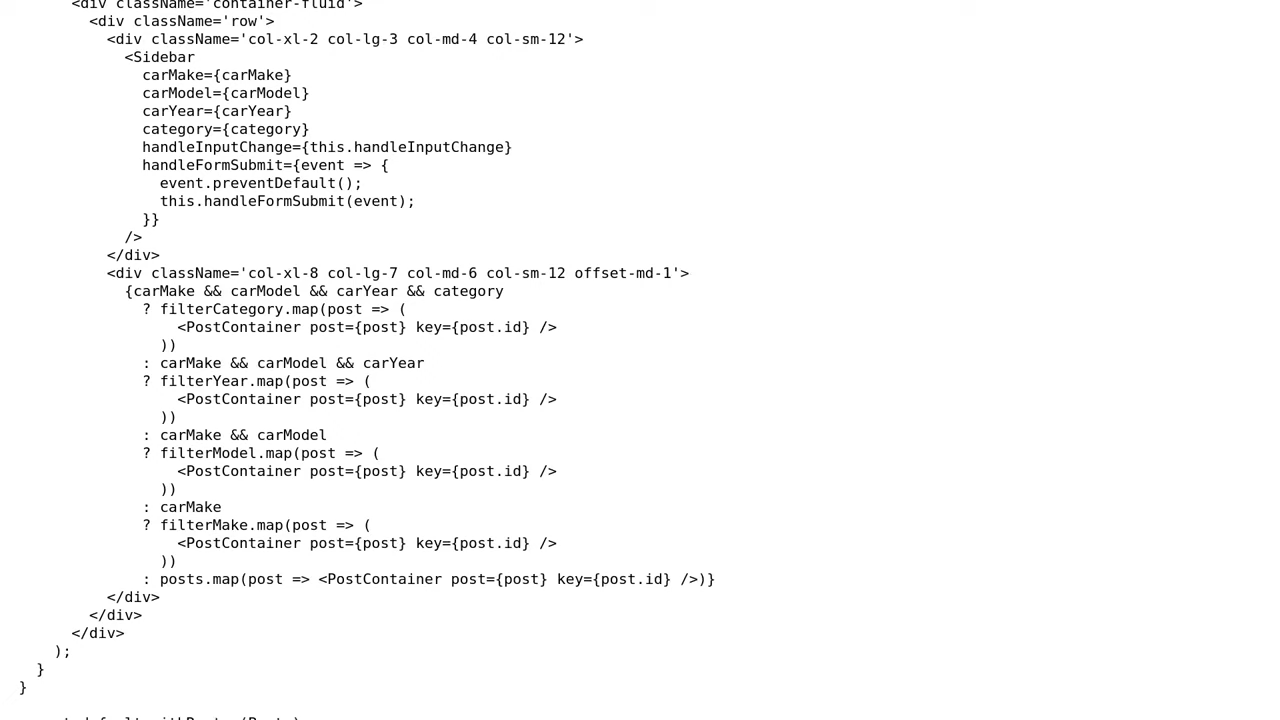 <div className='container-fluid'>
<div className='row'>
<div className='col-xl-2 col-lg-3 col-md-4 col-sm-12'>
<Sidebar
carMake={carMake}
carModel={carModel}
carYear={carYear}
category={category}
handleInputChange={this.handleInputChange}
handleFormSubmit={event => {
event.preventDefault();
this.handleFormSubmit(event);
}}
/>
</div>
<div className='col-xl-8 col-lg-7 col-md-6 col-sm-12 offset-md-1'>
{carMake && carModel && carYear && category
? filterCategory.map(post => (
<PostContainer post={post} key={post.id} />
))
: carMake && carModel && carYear
? filterYear.map(post => (
<PostContainer post={post} key={post.id} />
))
: carMake && carModel
? filterModel.map(post => (
<PostContainer post={post} key={post.id} />
))
: carMake
? filterMake.map(post => (
<PostContainer post={post} key={post.id} />
))
: posts.map(post => <PostContainer post={post} key={post.id} />)}
</div>
</div>
</div>
);
}
}